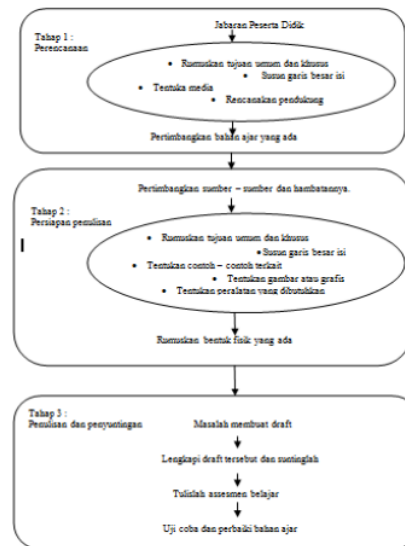 Jabaran Peserta Didik
Tahap 1 :
Perencanaan
• Rumuskan tujuan umum dan khusus
• Susun garis besar isi
• Tentuka media
• Rencanakan pendukung
Pertimbangkan bahan ajar yang ada
Pertimbangkan sumber – sumber dan hambatannya.
Tahap 2 :
Persiapan penulisan
• Rumuskan tujuan umum dan khusus
•Susun garis besar isi
• Tentukan contoh – contoh terkait
• Tentukan gambar atau grafis
• Tentukan peralatan yang dibutuhkan
Rumuskan bentuk fisik yang ada
Tahap 3 :
Penulisan dan penyuntingan
Masalah membuat draft
Lengkapi draft tersebut dan suntinglah
Tulislah assesmen belajar
Uji coba dan perbaiki bahan ajar